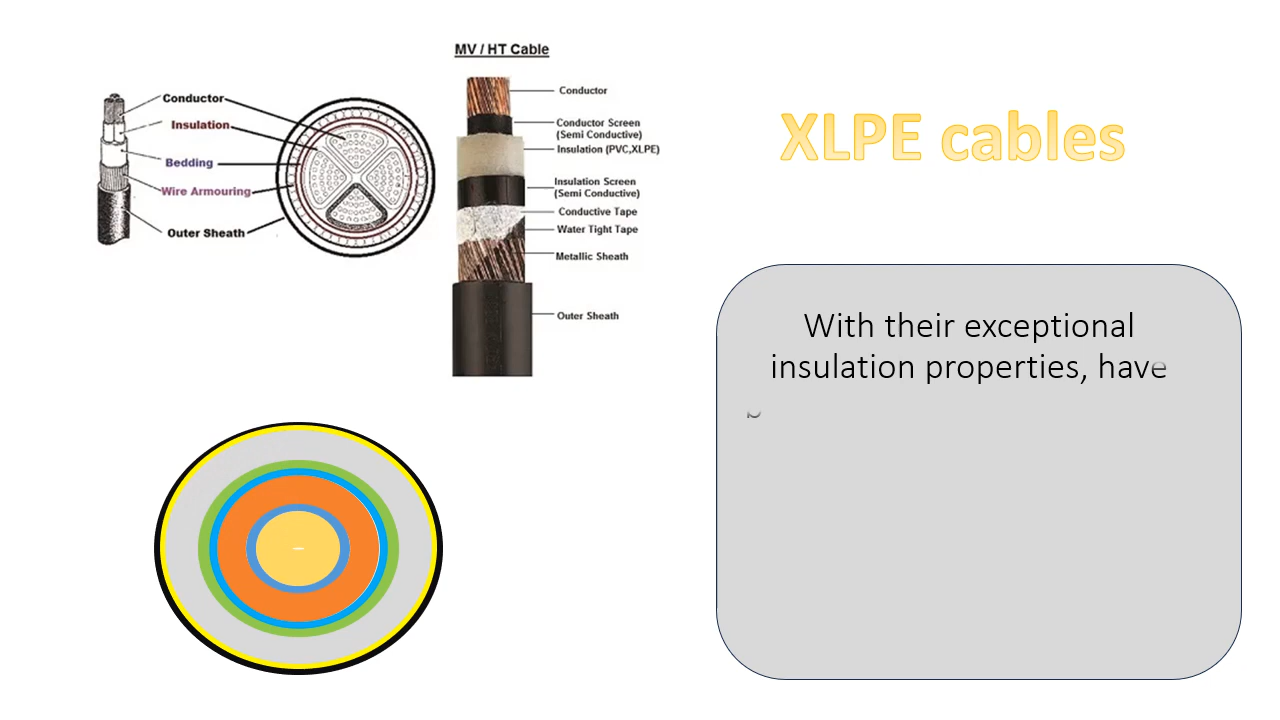 Conductor
Insulation
Bedding
Wire Armouring
Outer Sheath
MV / HT Cable
Conductor
Conductor Screen
(Semi Conductive)
Insulation (PVC,XLPE)
Insulation Screen
(Semi Conductive)
Conductive Tape
Water Tight Tape
Metallic Sheath
Outer Sheath
XLPE cables
With their exceptional
insulation properties, have